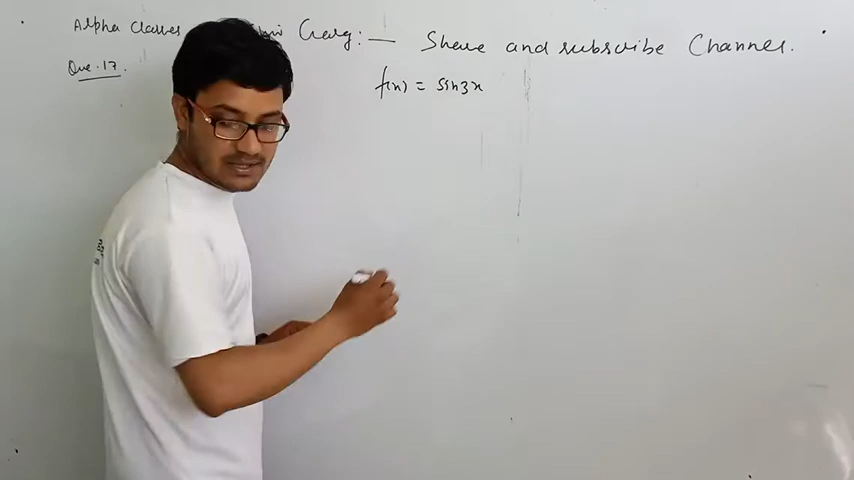 Alpha Classes Garg:—
Share and subscribe Channel.
Que. 17
f(x) = sin3x